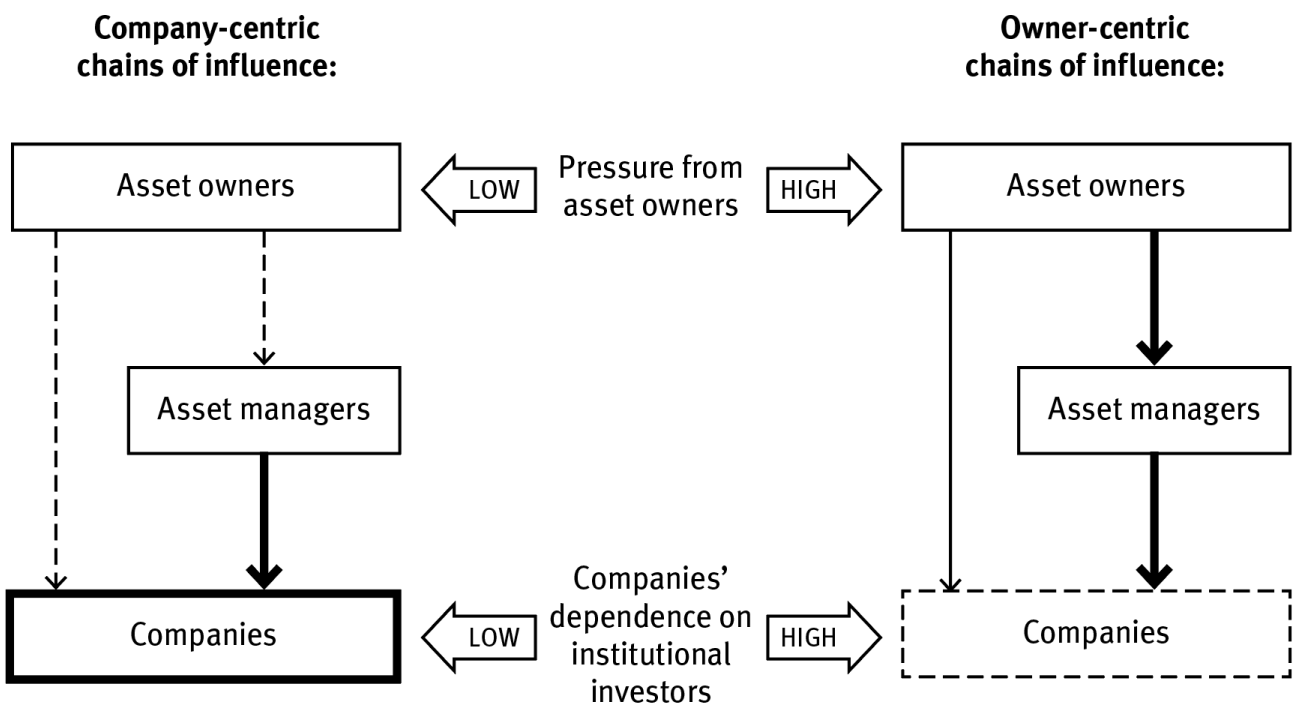 Company-centric
chains of influence:
Owner-centric
chains of influence:
Asset owners
LOW
Pressure from
asset owners
HIGH
Asset owners
Asset managers
Asset managers
Companies
LOW
Companies’
dependence on
institutional
investors
HIGH
Companies